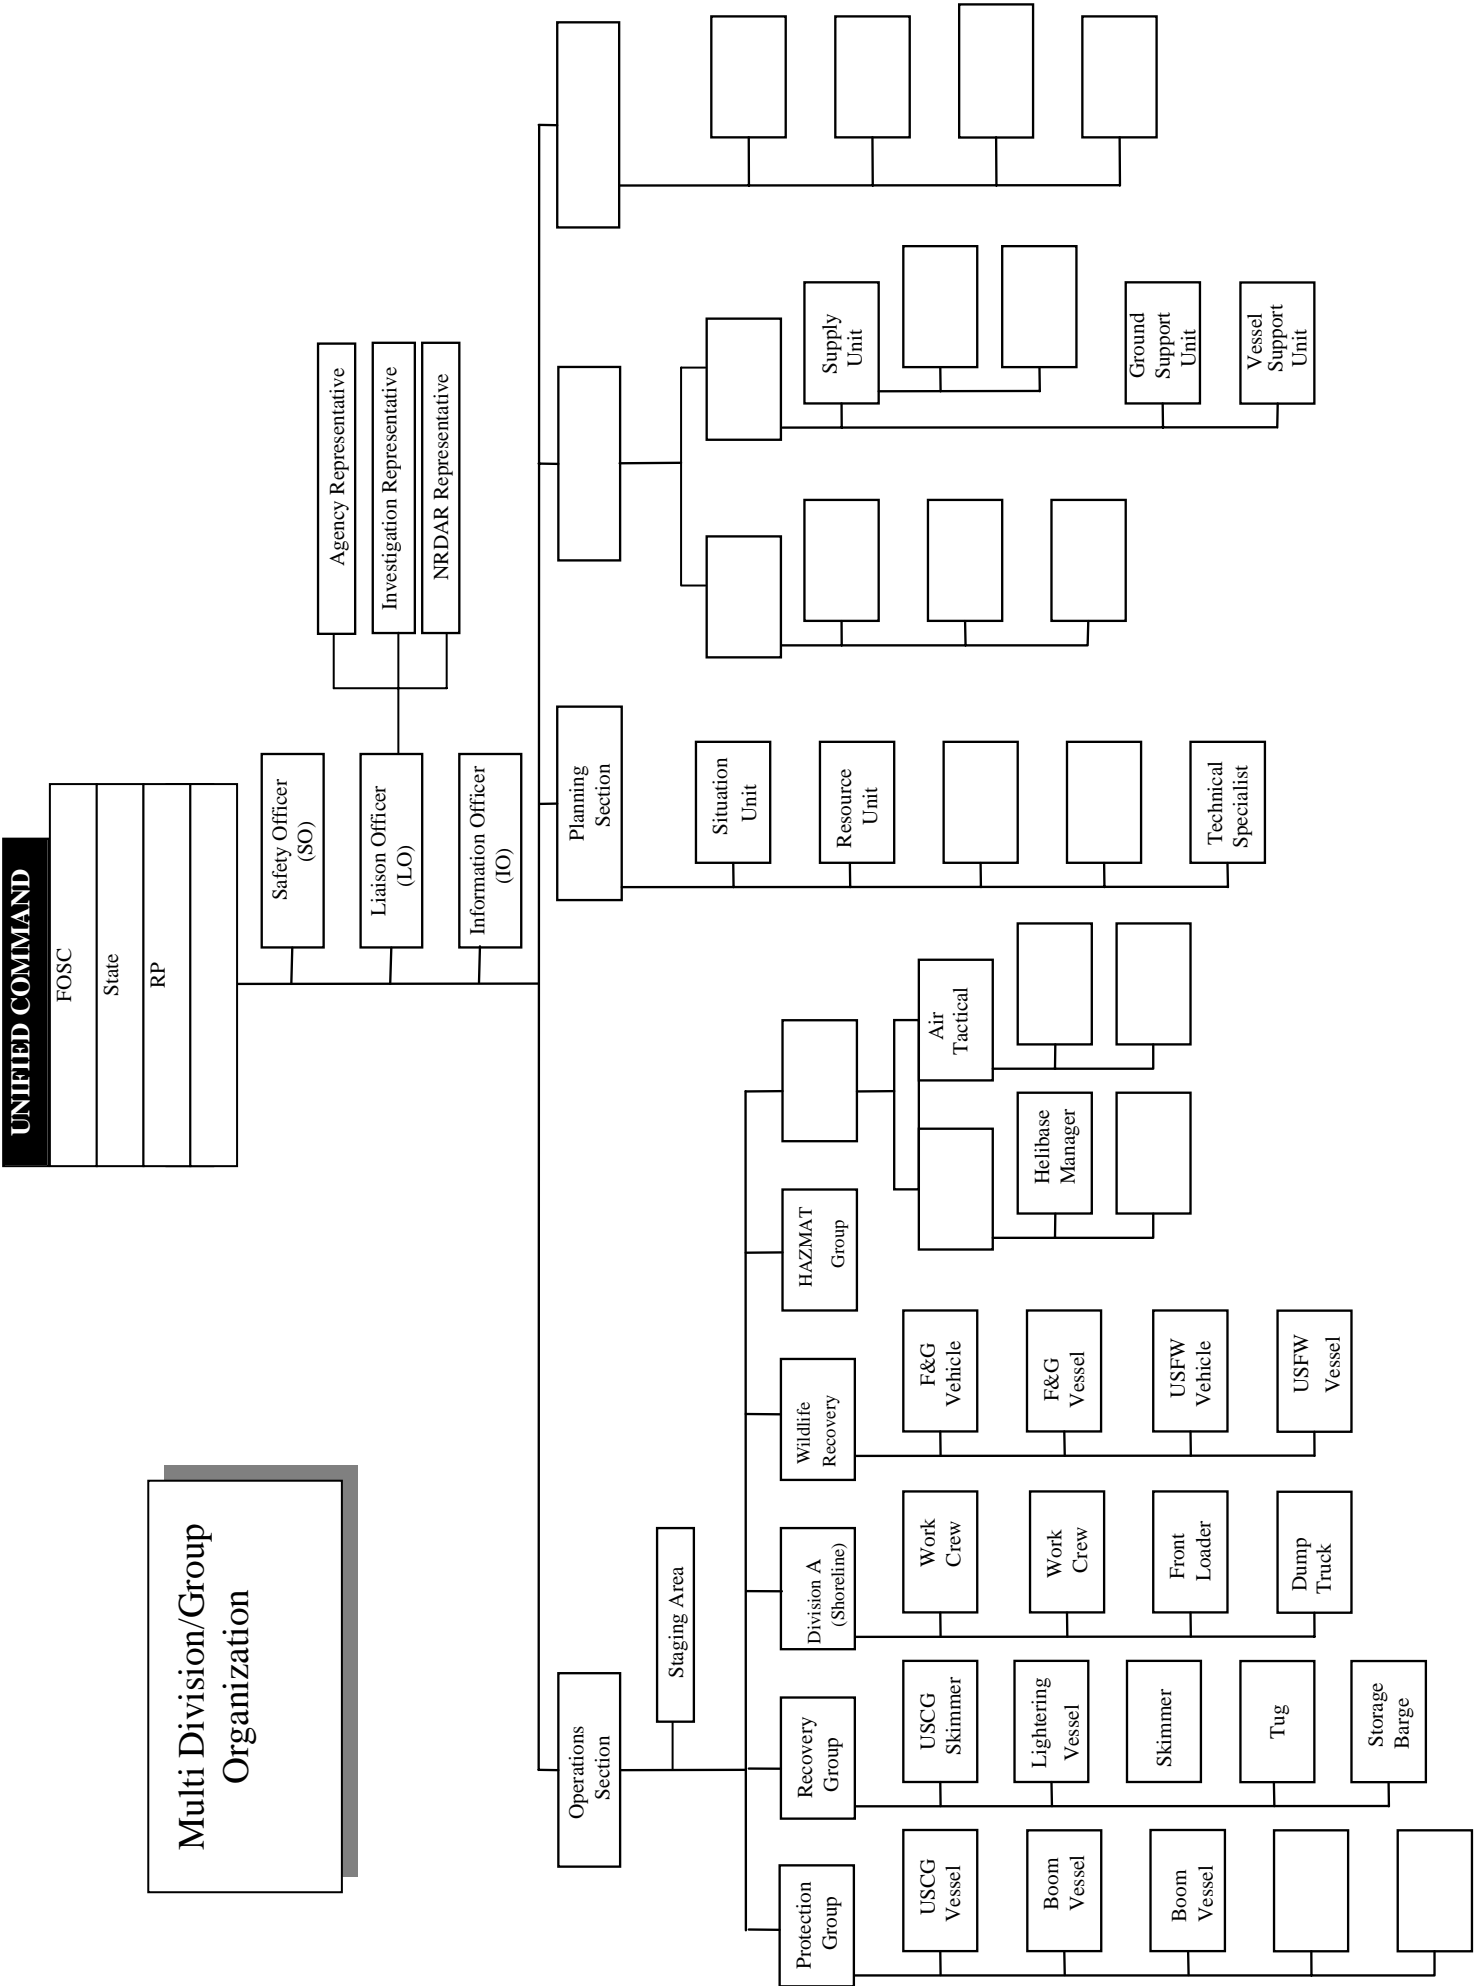 Multi Division/Group
Organization
UNIFIED COMMAND
FOSC
State
RP
Safety Officer
(SO)
Liaison Officer
(LO)
Information Officer
(IO)
Agency Representative
Investigation Representative
NRDAR Representative
Operations
Section
Staging Area
Protection
Group
USCG
Vessel
Boom
Vessel
Boom
Vessel
Recovery
Group
USCG
Skimmer
Lightering
Vessel
Skimmer
Tug
Storage
Barge
Division A
(Shoreline)
Work
Crew
Work
Crew
Front
Loader
Dump
Truck
Wildlife
Recovery
F&G
Vehicle
F&G
Vessel
USFW
Vehicle
USFW
Vessel
HAZMAT
Group
Helibase
Manager
Air
Tactical
Planning
Section
Situation
Unit
Resource
Unit
Technical
Specialist
Supply
Unit
Ground
Support
Unit
Vessel
Support
Unit